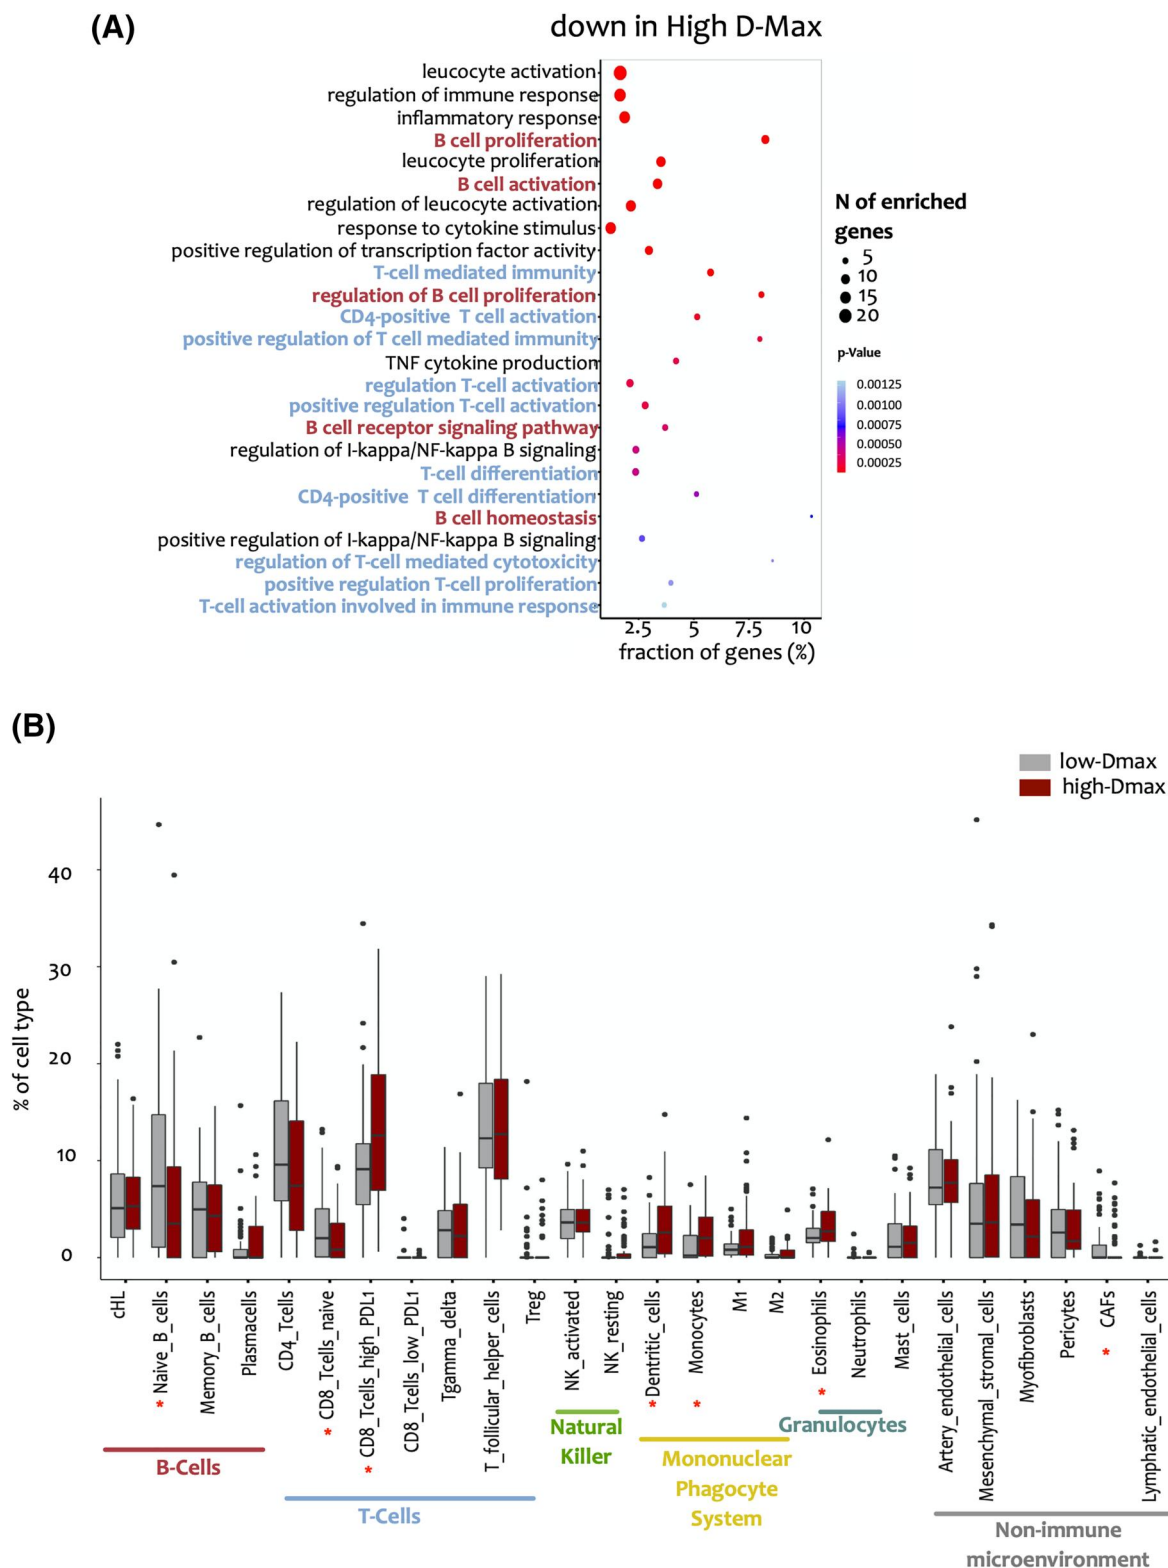 (A)
down in High D-Max
leucocyte activation
regulation of immune response
inflammatory response
B cell proliferation
leucocyte proliferation
B cell activation
regulation of leucocyte activation
response to cytokine stimulus
positive regulation of transcription factor activity
T-cell mediated immunity
regulation of B cell proliferation
CD4-positive T cell activation
positive regulation of T cell mediated immunity
TNF cytokine production
regulation T-cell activation
positive regulation T-cell activation
B cell receptor signaling pathway
regulation of I-kappa/NF-kappa B signaling
T-cell differentiation
CD4-positive T cell differentiation
B cell homeostasis
positive regulation of I-kappa/NF-kappa B signaling
regulation of T-cell mediated cytotoxicity
positive regulation T-cell proliferation
T-cell activation involved in immune response
2.5 5 7.5 10
fraction of genes (%)
N of enriched
genes
5
10
15
20
p-Value
0.00125
0.00100
0.00075
0.00050
0.00025
(B)
low-Dmax
high-Dmax
% of cell type
40
30
20
10
0
cHL
* Naive_B_cells
Memory_B_cells
Plasmacells
CD4_Tcells
* CD8_Tcells_naive
* CD8_Tcells_high_PDL1
CD8_Tcells_low_PDL1
Tgamma_delta
T_follicular_helper_cells
Treg
NK_activated
NK_resting
* Dentritic_cells
* Monocytes
M1
M2
* Eosinophils
Neutrophils
Mast_cells
Artery_endothelial_cells
Mesenchymal_stromal_cells
Myofibroblasts
Pericytes
* CAFs
Lymphatic_endothelial_cells
B-Cells
T-Cells
Natural
Killer
Mononuclear
Phagocyte
System
Granulocytes
Non-immune
microenvironment